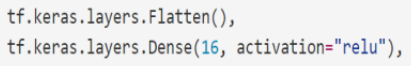 tf.keras.layers.Flatten(),
tf.keras.layers.Dense(16, activation="relu"),